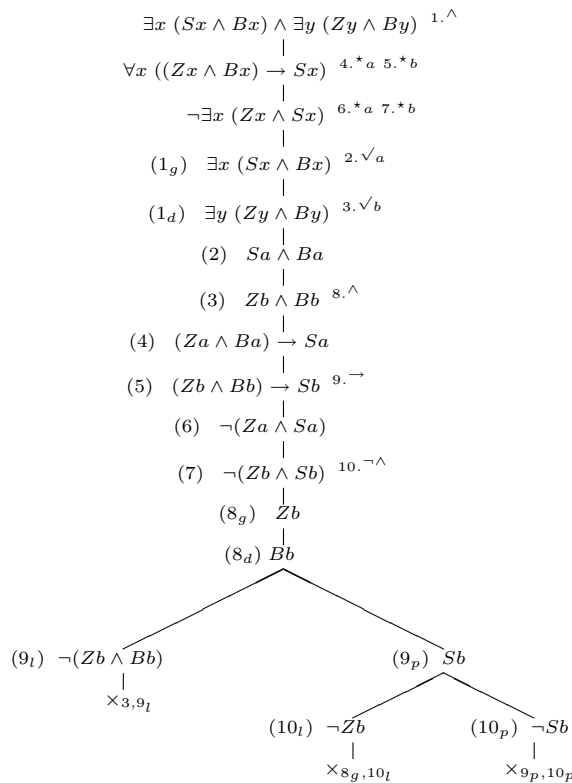 ∃x (Sx ∧ Bx) ∧ ∃y (Zy ∧ By) 1.∧
∀x ((Zx ∧ Bx) → Sx) 4.⋆a 5.⋆b
¬∃x (Zx ∧ Sx) 6.⋆a 7.⋆b
(1g) ∃x (Sx ∧ Bx) 2.√a
(1d) ∃y (Zy ∧ By) 3.√b
(2) Sa ∧ Ba
(3) Zb ∧ Bb 8.∧
(4) (Za ∧ Ba) → Sa
(5) (Zb ∧ Bb) → Sb 9.→
(6) ¬(Za ∧ Sa)
(7) ¬(Zb ∧ Sb) 10.¬∧
(8g) Zb
(8d) Bb
(9l) ¬(Zb ∧ Bb) (9p) Sb
×3,9l
(10l) ¬Zb (10p) ¬Sb
×8g,10l ×9p,10p